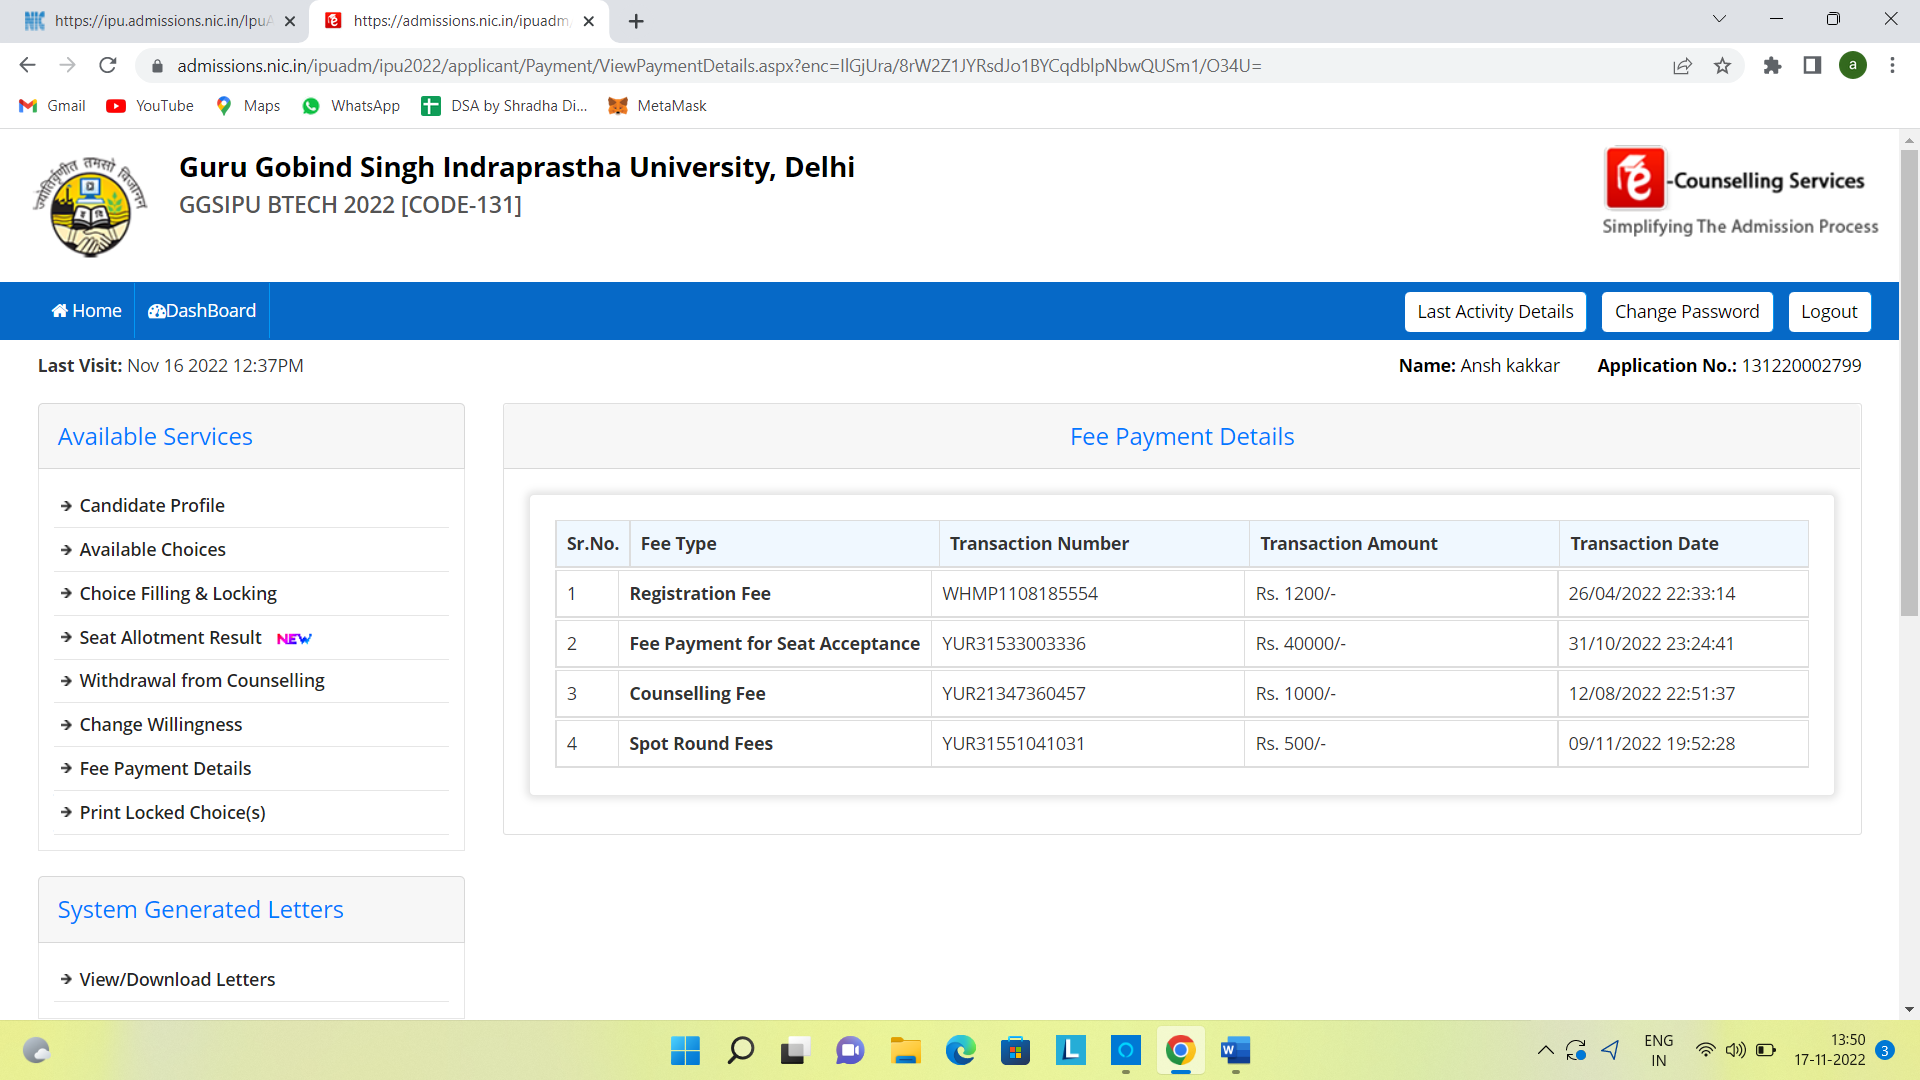 https://ipu.admissions.nic.in/IpuA
https://admissions.nic.in/ipuadm
admissions.nic.in/ipuadm/ipu2022/applicant/Payment/ViewPaymentDetails.aspx?enc=IlGjUra/8rW2Z1JYRsdJo1BYCqdblpNbwQUSm1/O34U=
a
Gmail YouTube Maps WhatsApp DSA by Shradha Di... MetaMask
ज्योतिर्वृणीत तमसो विजानन
Guru Gobind Singh Indraprastha University, Delhi
GGSIPU BTECH 2022 [CODE-131]
e-Counselling Services
Simplifying The Admission Process
Home DashBoard Last Activity Details Change Password Logout
Last Visit: Nov 16 2022 12:37PM Name: Ansh kakkar Application No.: 131220002799
Available Services
Candidate Profile
Available Choices
Choice Filling & Locking
Seat Allotment Result NEW
Withdrawal from Counselling
Change Willingness
Fee Payment Details
Print Locked Choice(s)
System Generated Letters
View/Download Letters
Fee Payment Details
Sr.No. Fee Type Transaction Number Transaction Amount Transaction Date
1 Registration Fee WHMP1108185554 Rs. 1200/- 26/04/2022 22:33:14
2 Fee Payment for Seat Acceptance YUR31533003336 Rs. 40000/- 31/10/2022 23:24:41
3 Counselling Fee YUR21347360457 Rs. 1000/- 12/08/2022 22:51:37
4 Spot Round Fees YUR31551041031 Rs. 500/- 09/11/2022 19:52:28
ENG
IN
13:50
17-11-2022
3